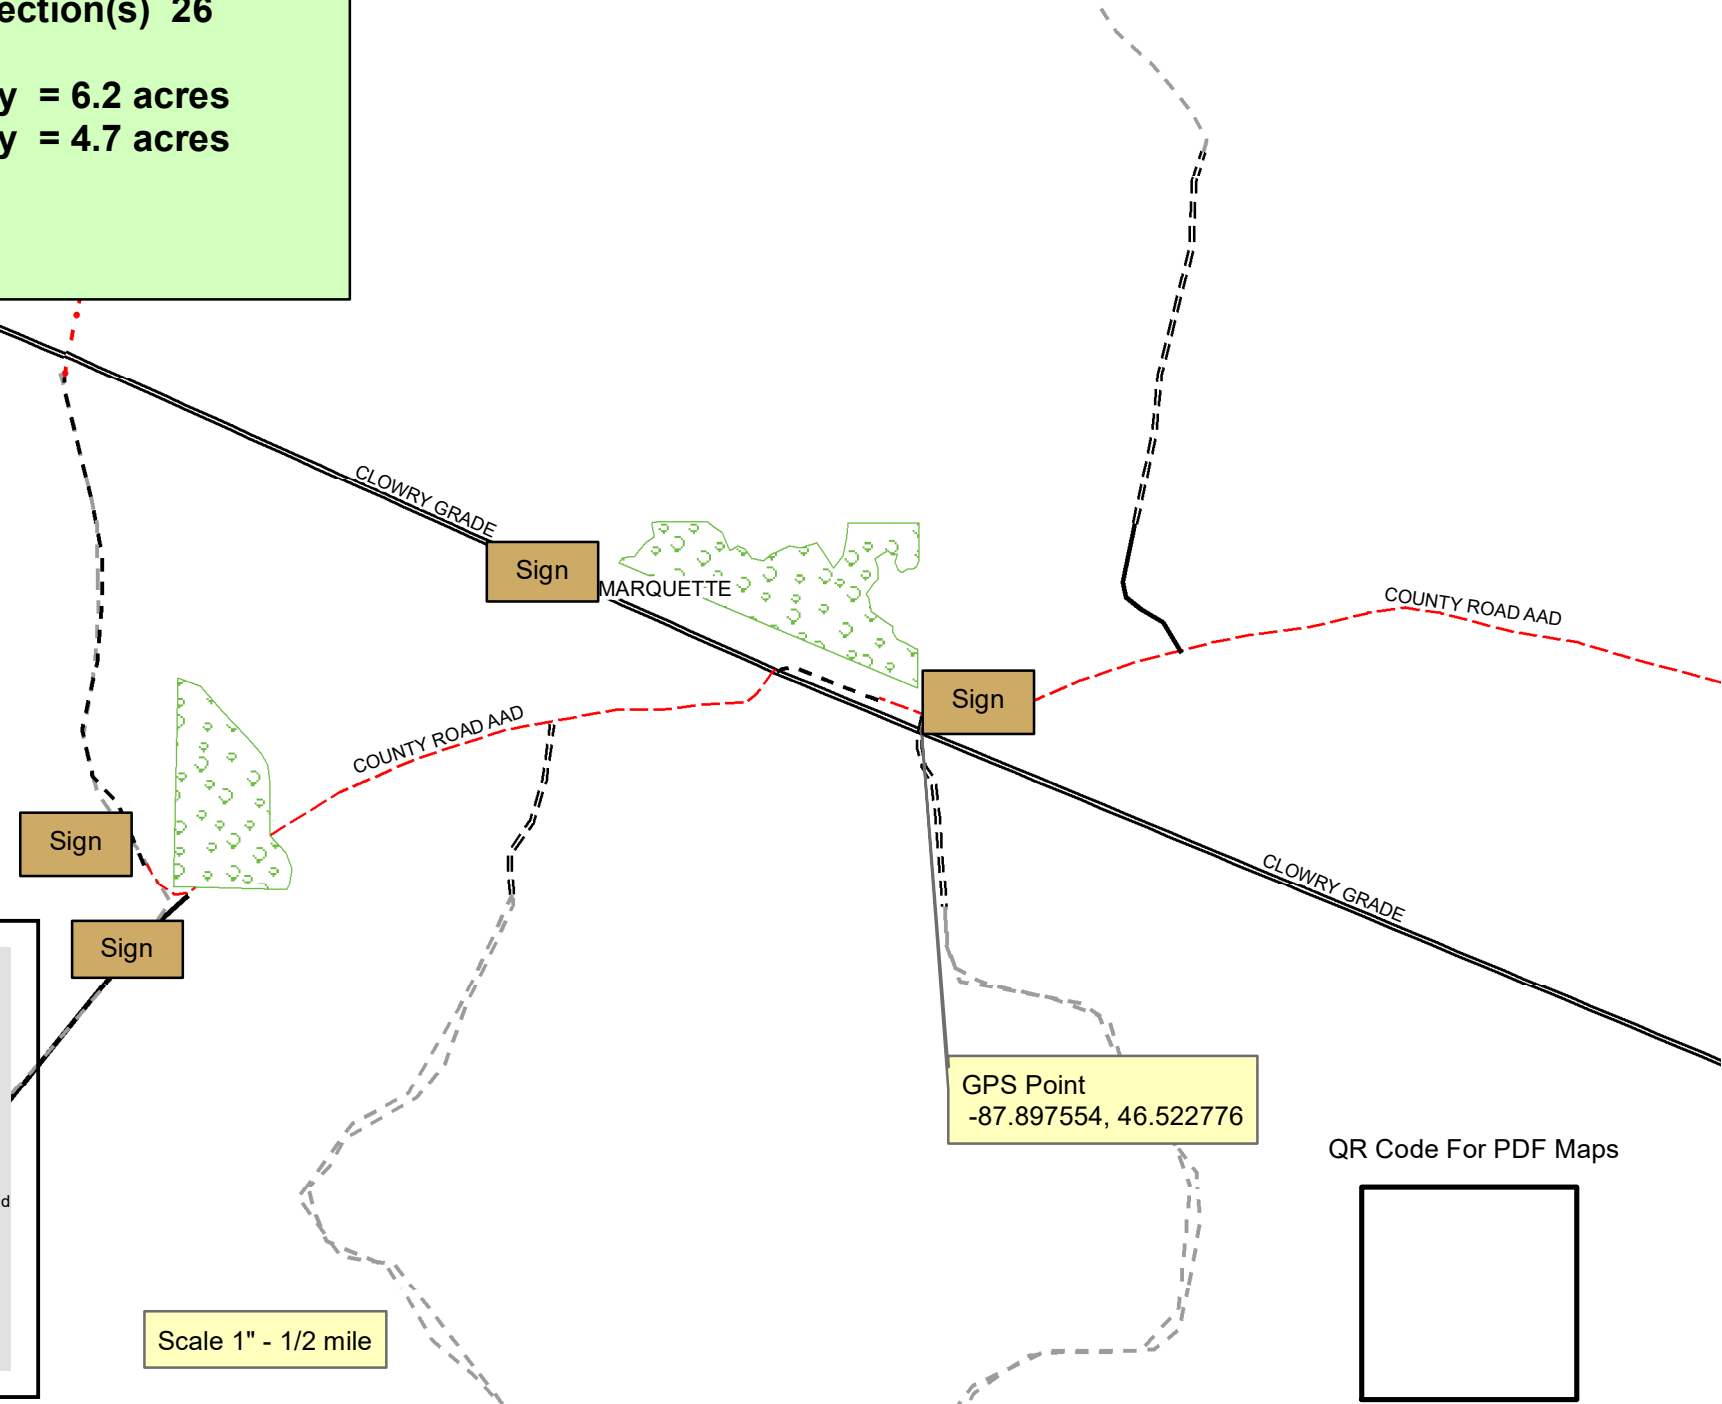 ection(s) 26
y = 6.2 acres
y = 4.7 acres
CLOWRY GRADE
Sign
MARQUETTE
COUNTY ROAD AAD
Sign
COUNTY ROAD AAD
Sign
CLOWRY GRADE
Sign
GPS Point
-87.897554, 46.522776
QR Code For PDF Maps
d
Scale 1" - 1/2 mile